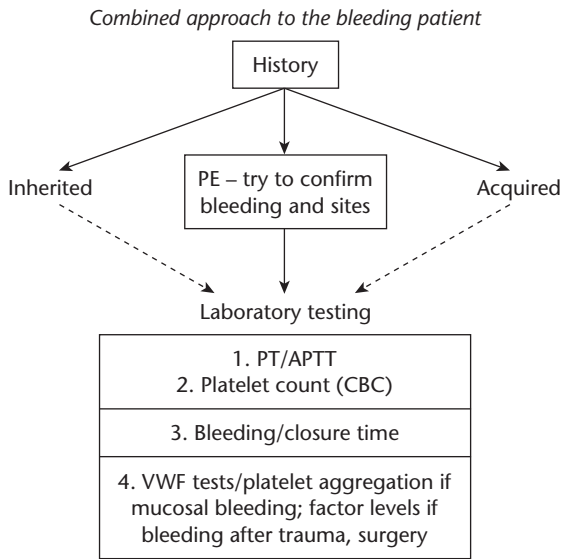 Combined approach to the bleeding patient
History
Inherited
PE – try to confirm
bleeding and sites
Acquired
Laboratory testing
1. PT/APTT
2. Platelet count (CBC)
3. Bleeding/closure time
4. VWF tests/platelet aggregation if
mucosal bleeding; factor levels if
bleeding after trauma, surgery